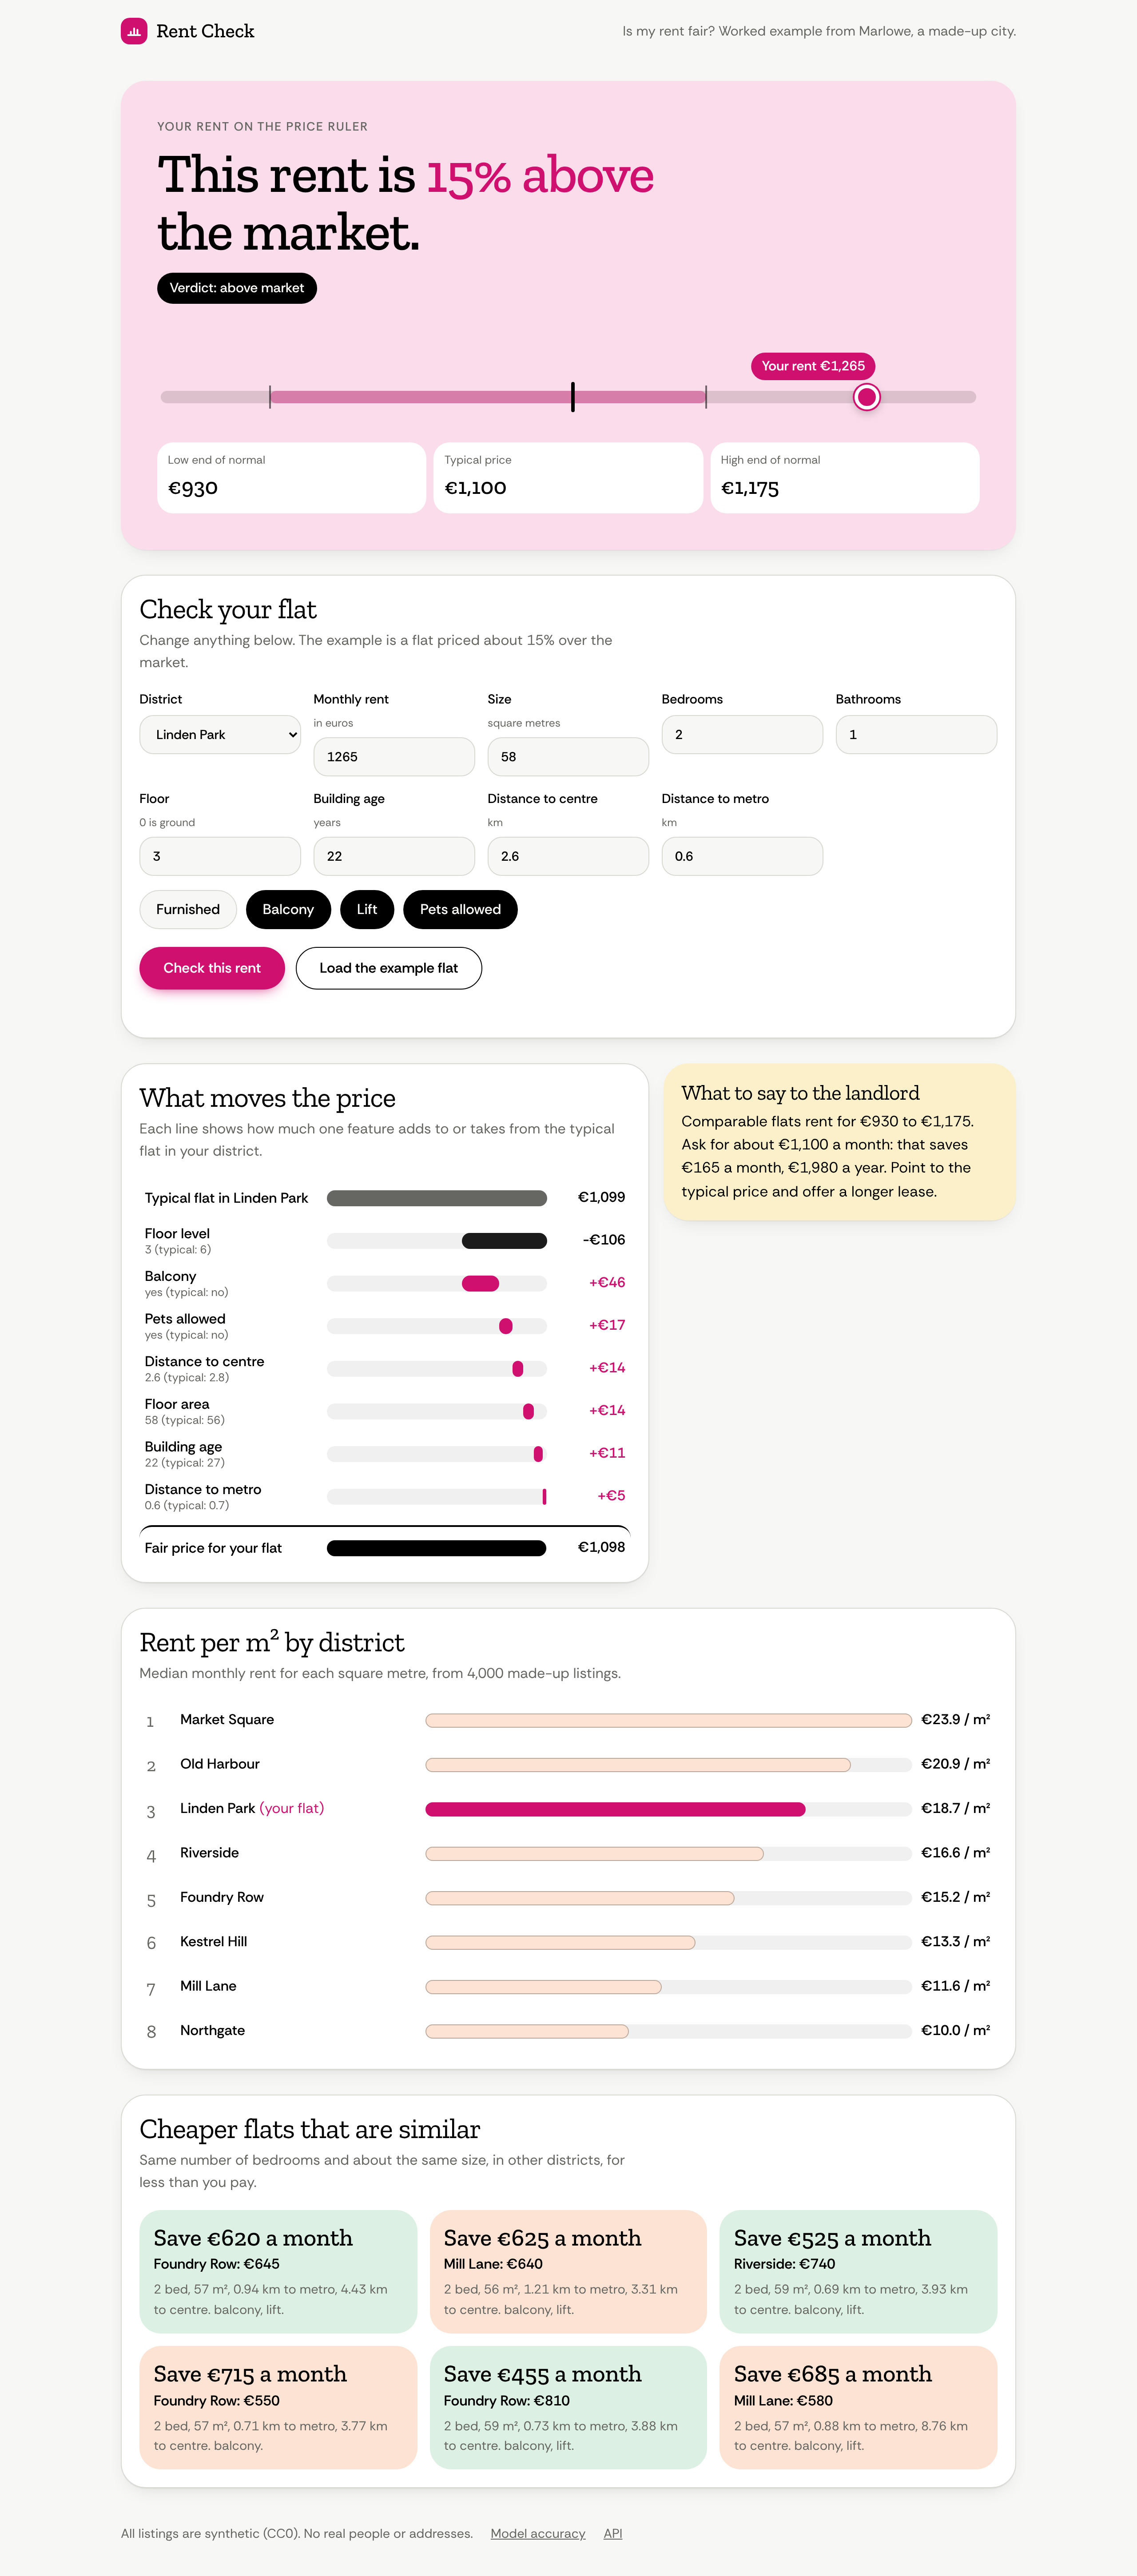 Rent Check
Is my rent fair? Worked example from Marlowe, a made-up city.
YOUR RENT ON THE PRICE RULER
This rent is 15% above
the market.
Verdict: above market
Your rent €1,265
Low end of normal
€930
Typical price
€1,100
High end of normal
€1,175
Check your flat
Change anything below. The example is a flat priced about 15% over the
market.
District
Linden Park
Monthly rent
in euros
1265
Size
square metres
58
Bedrooms
2
Bathrooms
1
Floor
0 is ground
3
Building age
years
22
Distance to centre
km
2.6
Distance to metro
km
0.6
Furnished
Balcony
Lift
Pets allowed
Check this rent
Load the example flat
What moves the price
Each line shows how much one feature adds to or takes from the typical
flat in your district.
Typical flat in Linden Park €1,099
Floor level
3 (typical: 6)
-€106
Balcony
yes (typical: no)
+€46
Pets allowed
yes (typical: no)
+€17
Distance to centre
2.6 (typical: 2.8)
+€14
Floor area
58 (typical: 56)
+€14
Building age
22 (typical: 27)
+€11
Distance to metro
0.6 (typical: 0.7)
+€5
Fair price for your flat €1,098
What to say to the landlord
Comparable flats rent for €930 to €1,175.
Ask for about €1,100 a month: that saves
€165 a month, €1,980 a year. Point to the
typical price and offer a longer lease.
Rent per m² by district
Median monthly rent for each square metre, from 4,000 made-up listings.
1 Market Square €23.9 / m²
2 Old Harbour €20.9 / m²
3 Linden Park (your flat) €18.7 / m²
4 Riverside €16.6 / m²
5 Foundry Row €15.2 / m²
6 Kestrel Hill €13.3 / m²
7 Mill Lane €11.6 / m²
8 Northgate €10.0 / m²
Cheaper flats that are similar
Same number of bedrooms and about the same size, in other districts, for
less than you pay.
Save €620 a month
Foundry Row: €645
2 bed, 57 m², 0.94 km to metro, 4.43 km
to centre. balcony, lift.
Save €625 a month
Mill Lane: €640
2 bed, 56 m², 1.21 km to metro, 3.31 km
to centre. balcony, lift.
Save €525 a month
Riverside: €740
2 bed, 59 m², 0.69 km to metro, 3.93 km
to centre. balcony, lift.
Save €715 a month
Foundry Row: €550
2 bed, 57 m², 0.71 km to metro, 3.77 km
to centre. balcony.
Save €455 a month
Foundry Row: €810
2 bed, 59 m², 0.73 km to metro, 3.88 km
to centre. balcony, lift.
Save €685 a month
Mill Lane: €580
2 bed, 57 m², 0.88 km to metro, 8.76 km
to centre. balcony, lift.
All listings are synthetic (CC0). No real people or addresses. Model accuracy API